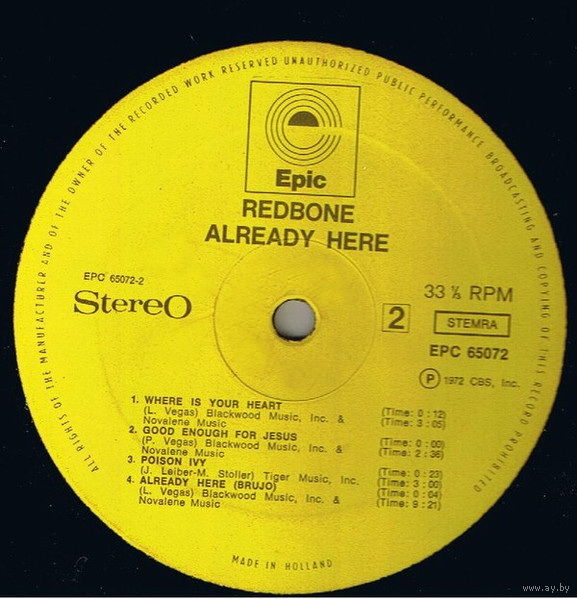 ALL RIGHTS OF THE MANUFACTURER AND OF THE OWNER OF THE RECORDED WORK RESERVED UNAUTHORIZED PUBLIC PERFORMANCE BROADCASTING AND COPYING OF THIS RECORD PROHIBITED
Epic
REDBONE
ALREADY HERE
EPC 65072-2
Stereo
33 ⅓ RPM
2
STEMRA
EPC 65072
Ⓟ 1972 CBS, Inc.
1. WHERE IS YOUR HEART (Time: 0 : 12)
(L. Vegas) Blackwood Music, Inc. &
Novalene Music (Time: 3 : 05)
2. GOOD ENOUGH FOR JESUS (Time: 0 : 00)
(P. Vegas) Blackwood Music, Inc. &
Novalene Music (Time: 2 : 36)
3. POISON IVY (Time: 0 : 23)
(J. Leiber-M. Stoller) Tiger Music, Inc. (Time: 3 : 00)
4. ALREADY HERE (BRUJO) (Time: 0 : 04)
(L. Vegas) Blackwood Music, Inc. &
Novalene Music (Time: 9 : 21)
MADE IN HOLLAND
www.ay.by